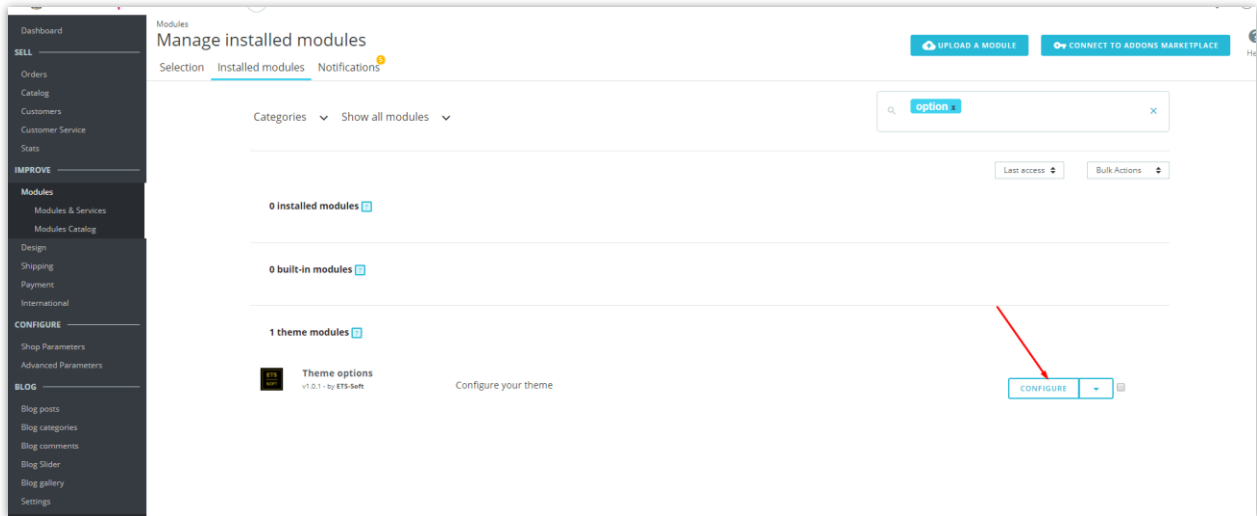 Modules
Manage installed modules
UPLOAD A MODULE
CONNECT TO ADDONS MARKETPLACE
Selection Installed modules Notifications
Dashboard
SELL
Orders
Catalog
Customers
Customer Service
Stats
IMPROVE
Modules
Modules & Services
Modules Catalog
Design
Shipping
Payment
International
CONFIGURE
Shop Parameters
Advanced Parameters
BLOG
Blog posts
Blog categories
Blog comments
Blog Slider
Blog gallery
Settings
Categories Show all modules
option x
Last access Bulk Actions
0 installed modules
0 built-in modules
1 theme modules
ETS
SOFT
Theme options
v1.0.1 - by ETS-Soft
Configure your theme
CONFIGURE